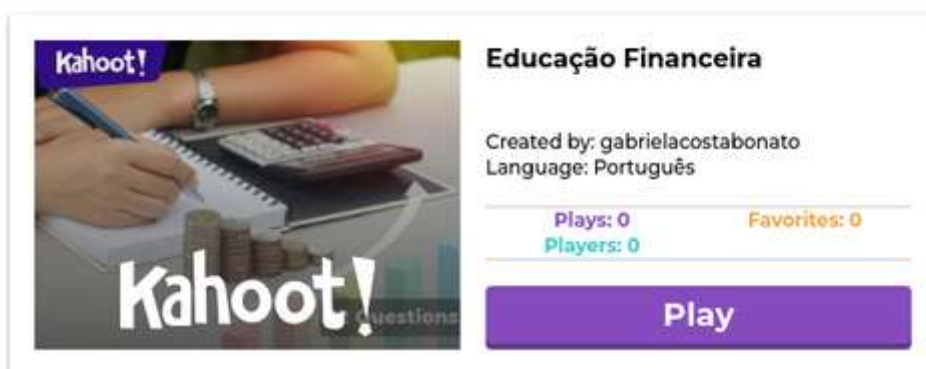 Kahoot!
Kahoot!
Questions
Educação Financeira
Created by: gabrielacostabonato
Language: Português
Plays: 0
Favorites: 0
Players: 0
Play